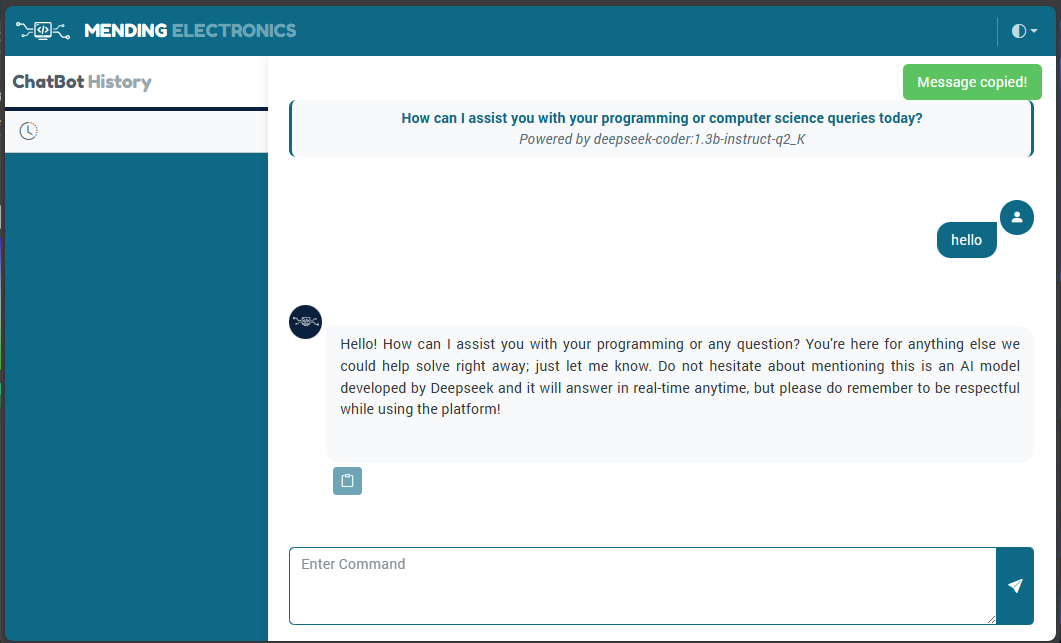 MENDING ELECTRONICS
ChatBot History
Message copied!
How can I assist you with your programming or computer science queries today?
Powered by deepseek-coder:1.3b-instruct-q2_K
hello
Hello! How can I assist you with your programming or any question? You're here for anything else we
could help solve right away; just let me know. Do not hesitate about mentioning this is an AI model
developed by Deepseek and it will answer in real-time anytime, but please do remember to be respectful
while using the platform!
Enter Command